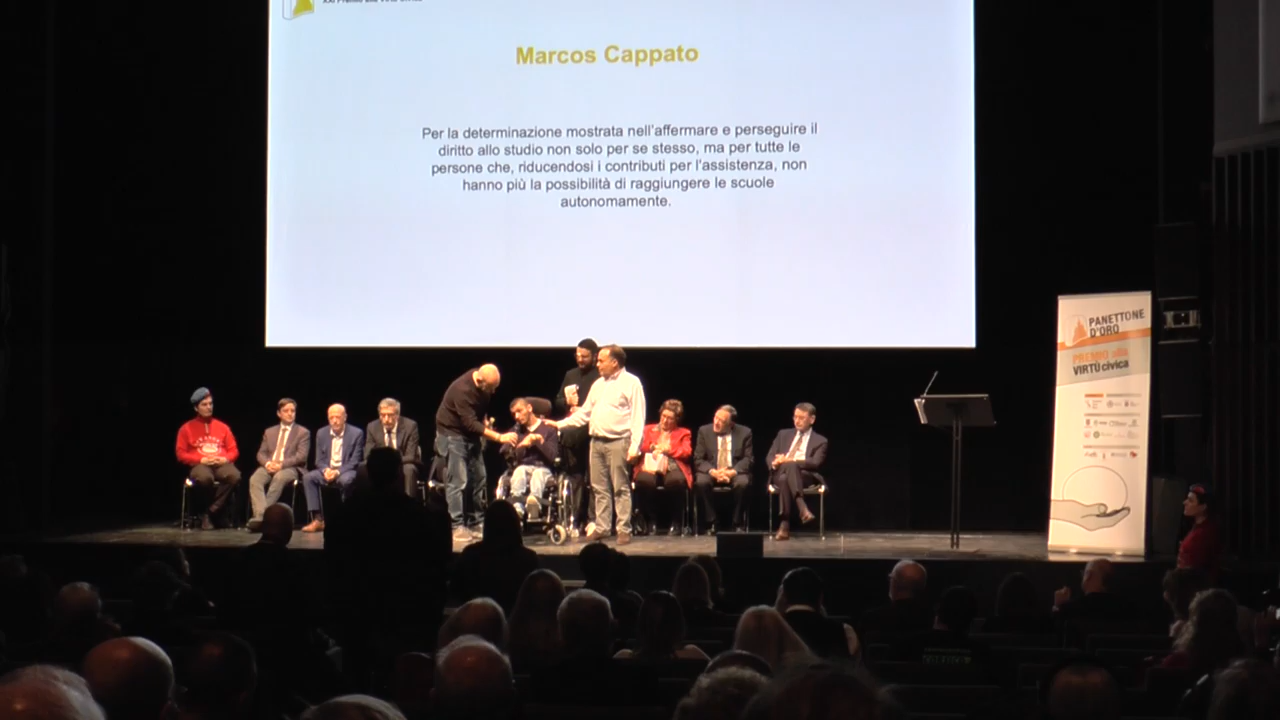 Marcos Cappato
Per la determinazione mostrata nell'affermare e perseguire il
diritto allo studio non solo per se stesso, ma per tutte le
persone che, riducendosi i contributi per l'assistenza, non
hanno più la possibilità di raggiungere le scuole
autonomamente.
PANETTONE
D'ORO
PREMIO alla
VIRTÙ civica